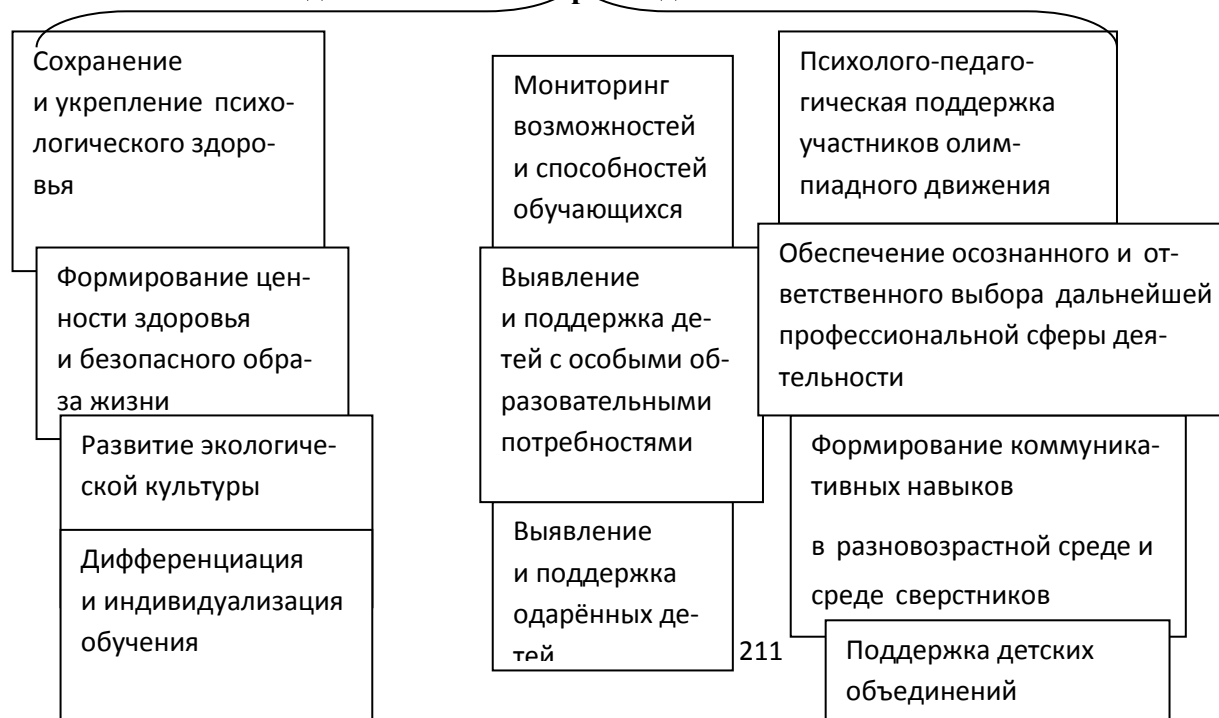 Сохранение
и укрепление психо-
логического здоро-
вья
Формирование цен-
ности здоровья
и безопасного обра-
за жизни
Развитие экологиче-
ской культуры
Дифференциация
и индивидуализация
обучения
Мониторинг
возможностей
и способностей
обучающихся
Выявление
и поддержка де-
тей с особыми об-
разовательными
потребностями
Выявление
и поддержка
одарённых де-
тей
Психолого-педаго-
гическая поддержка
участников олим-
пиадного движения
Обеспечение осознанного и от-
ветственного выбора дальнейшей
профессиональной сферы дея-
тельности
Формирование коммуника-
тивных навыков
в разновозрастной среде и
среде сверстников
Поддержка детских
объединений
211